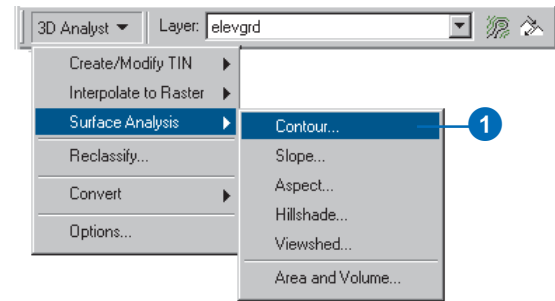 3D Analyst Layer: elevgrd
Create/Modify TIN
Interpolate to Raster
Surface Analysis
Reclassify...
Convert
Options...
Contour...
Slope...
Aspect...
Hillshade...
Viewshed...
Area and Volume...
1